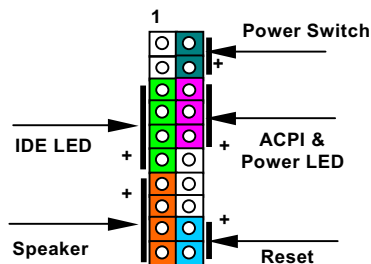 1
Power Switch
+
IDE LED
+
ACPI &
Power LED
+
+
Speaker
+
Reset